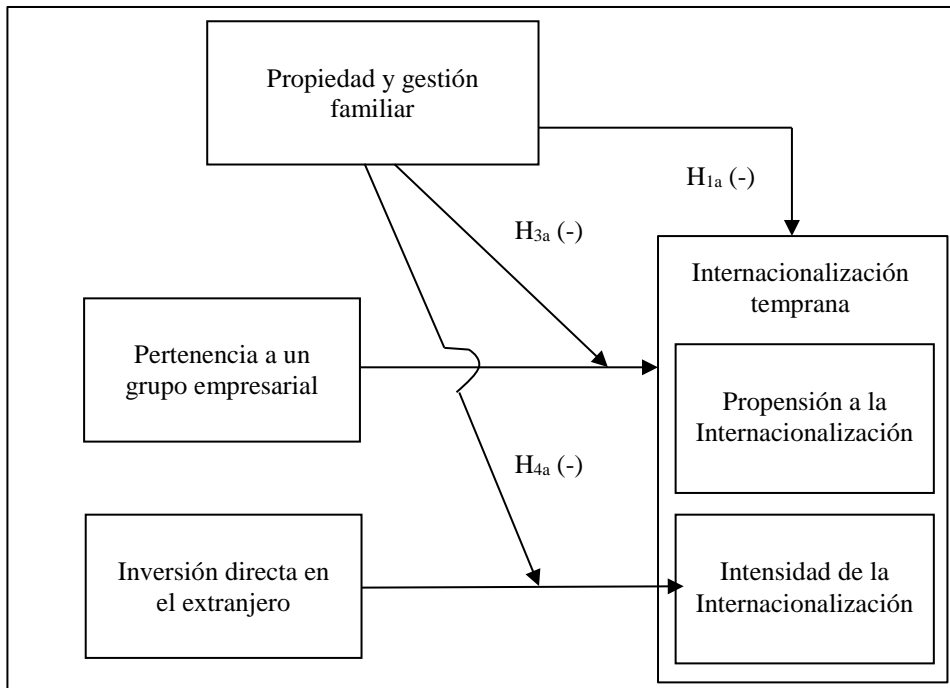 Propiedad y gestión
familiar
H1a (-)
H3a (-)
Internacionalización
temprana
Pertenencia a un
grupo empresarial
Propensión a la
Internacionalización
H4a (-)
Inversión directa en
el extranjero
Intensidad de la
Internacionalización